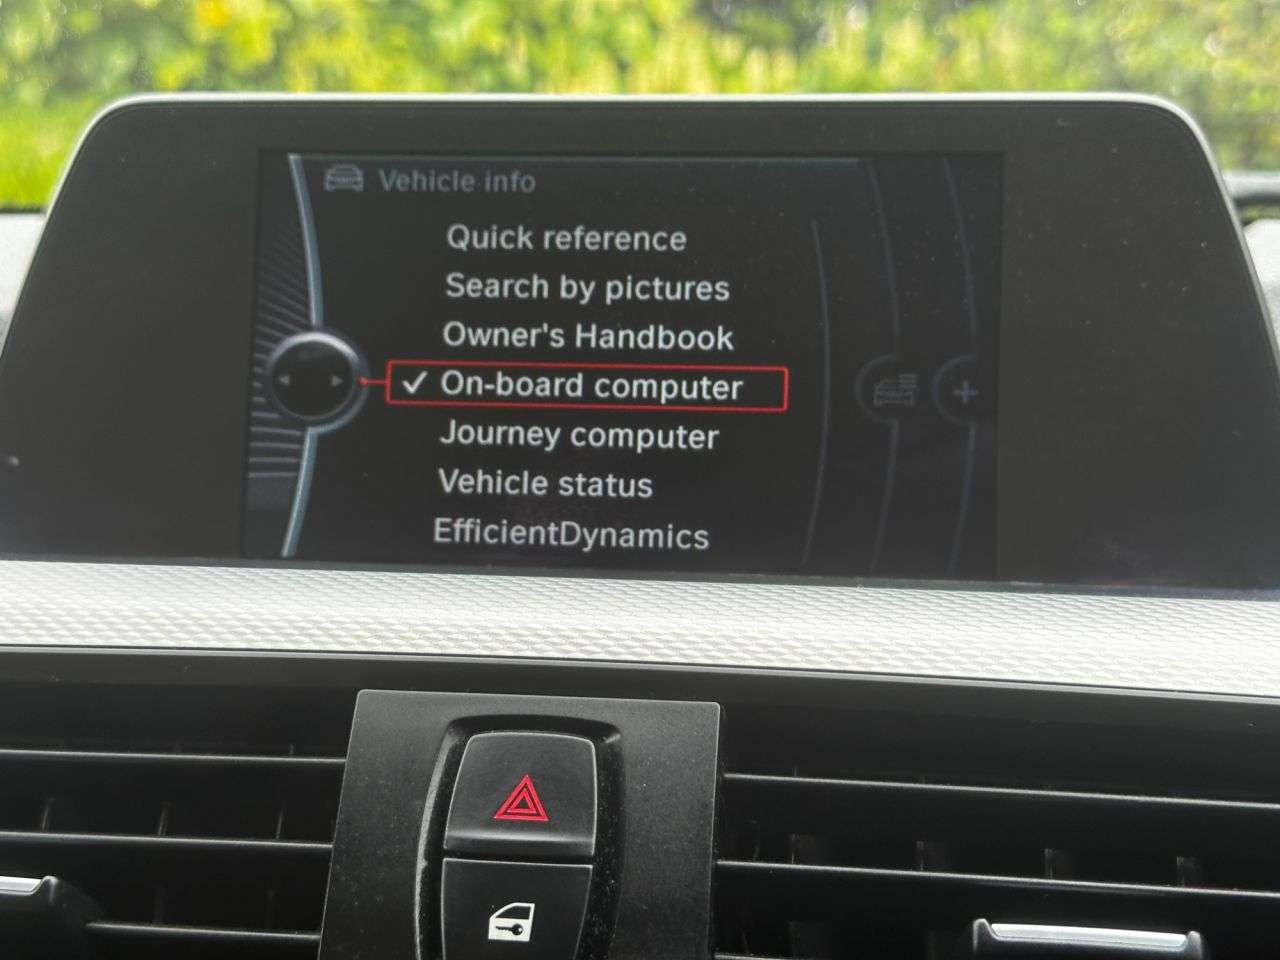 Vehicle info
Quick reference
Search by pictures
Owner's Handbook
On-board computer
Journey computer
Vehicle status
EfficientDynamics